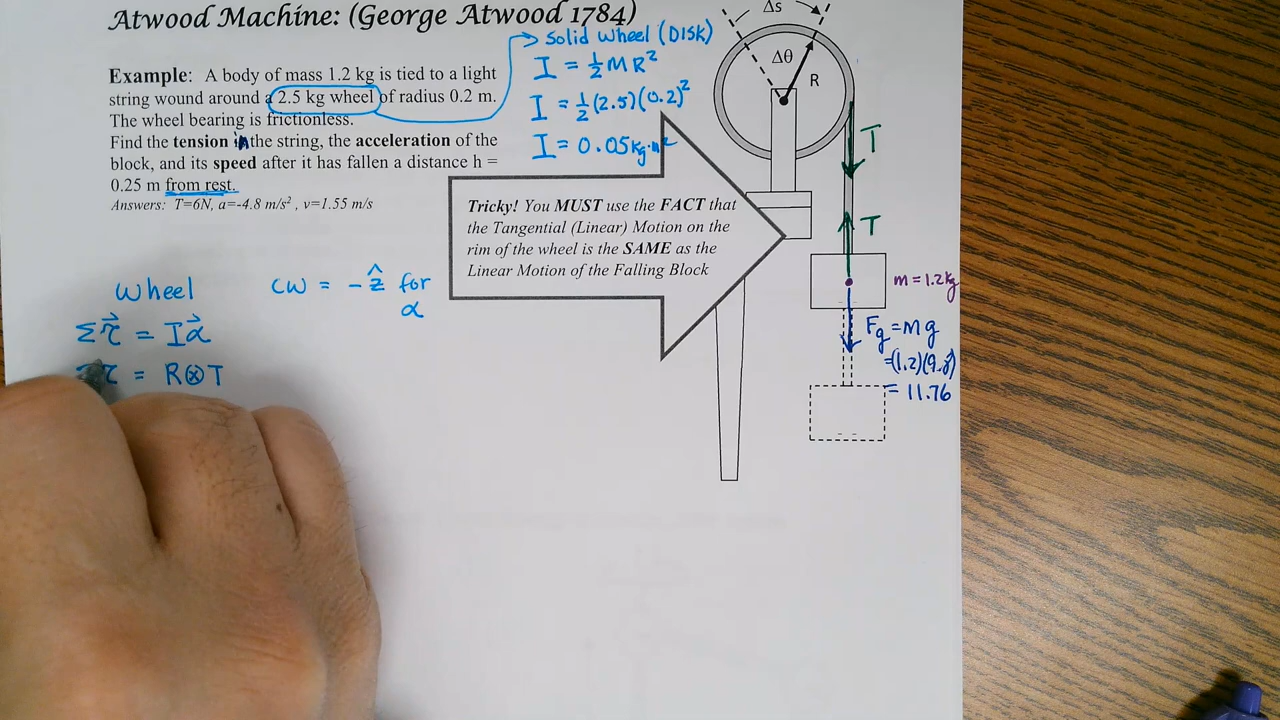 Atwood Machine: (George Atwood 1784)
Example: A body of mass 1.2 kg is tied to a light
string wound around a 2.5 kg wheel of radius 0.2 m.
The wheel bearing is frictionless.
Find the tension in the string, the acceleration of the
block, and its speed after it has fallen a distance h =
0.25 m from rest.
Answers: T=6N, a=-4.8 m/s², v=1.55 m/s
Solid Wheel (DISK)
I = ½MR²
I = ½(2.5)(0.2)²
I = 0.05kg·m²
Tricky! You MUST use the FACT that
the Tangential (Linear) Motion on the
rim of the wheel is the SAME as the
Linear Motion of the Falling Block
Δs
Δθ
R
T
T
m = 1.2kg
Fg = mg
=(1.2)(9.8)
= 11.76
Wheel
Στ⃗ = Iα⃗
Στ = R⊗T
CW = -ẑ for
α